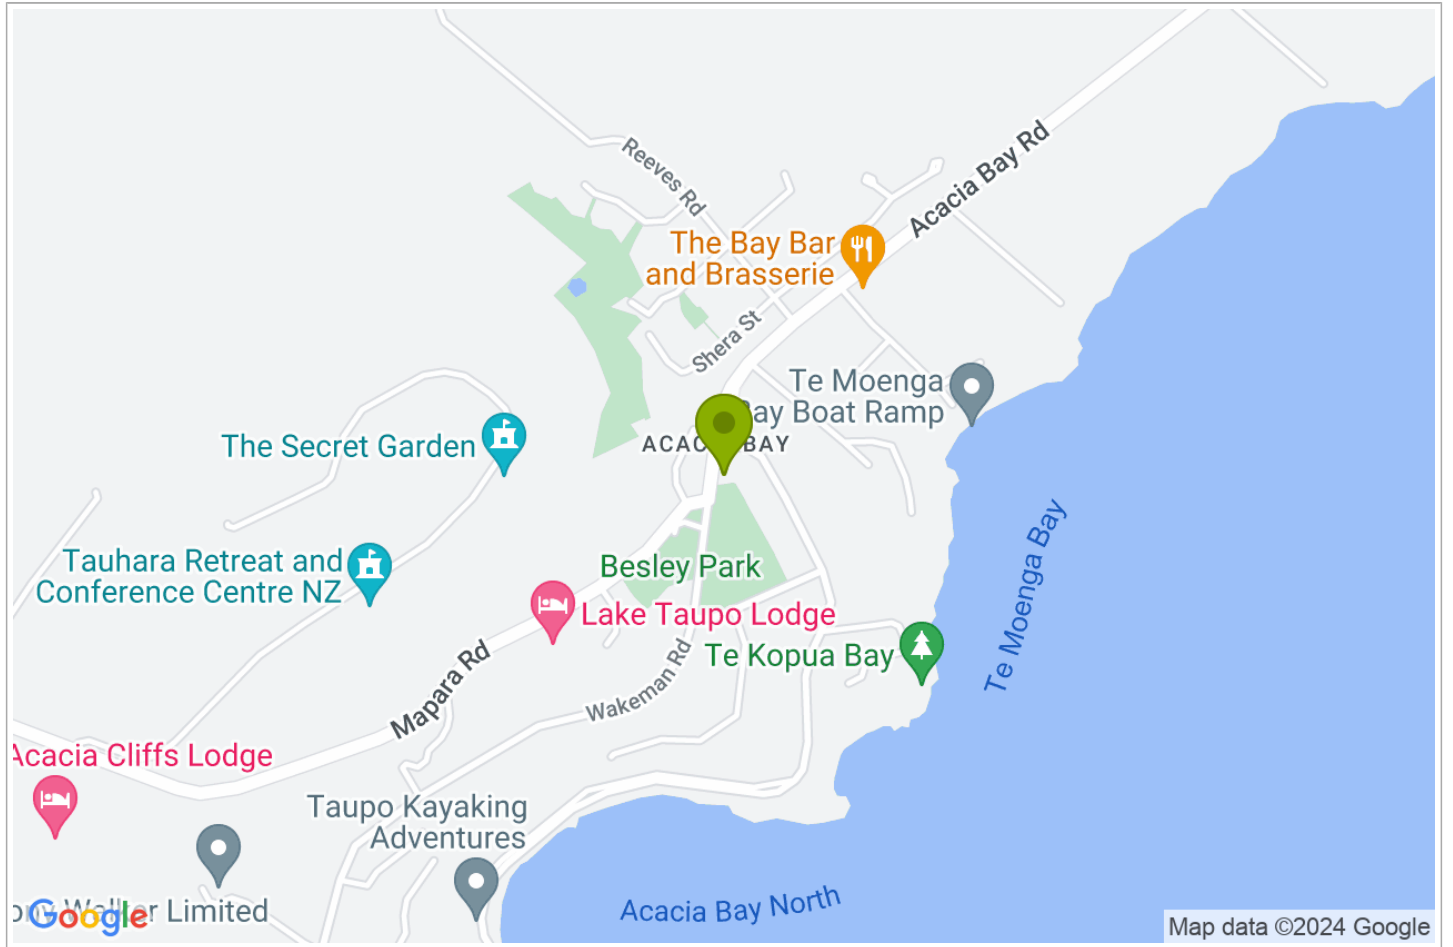 Reeves Rd
Acacia Bay Rd
The Bay Bar
and Brasserie
Shera St
Te Moenga
Bay Boat Ramp
ACACIA BAY
The Secret Garden
Te Moenga Bay
Tauhara Retreat and
Conference Centre NZ
Besley Park
Lake Taupo Lodge
Te Kopua Bay
Mapara Rd
Wakeman Rd
Acacia Cliffs Lodge
Taupo Kayaking
Adventures
Acacia Bay North
Limited
Google
Map data ©2024 Google